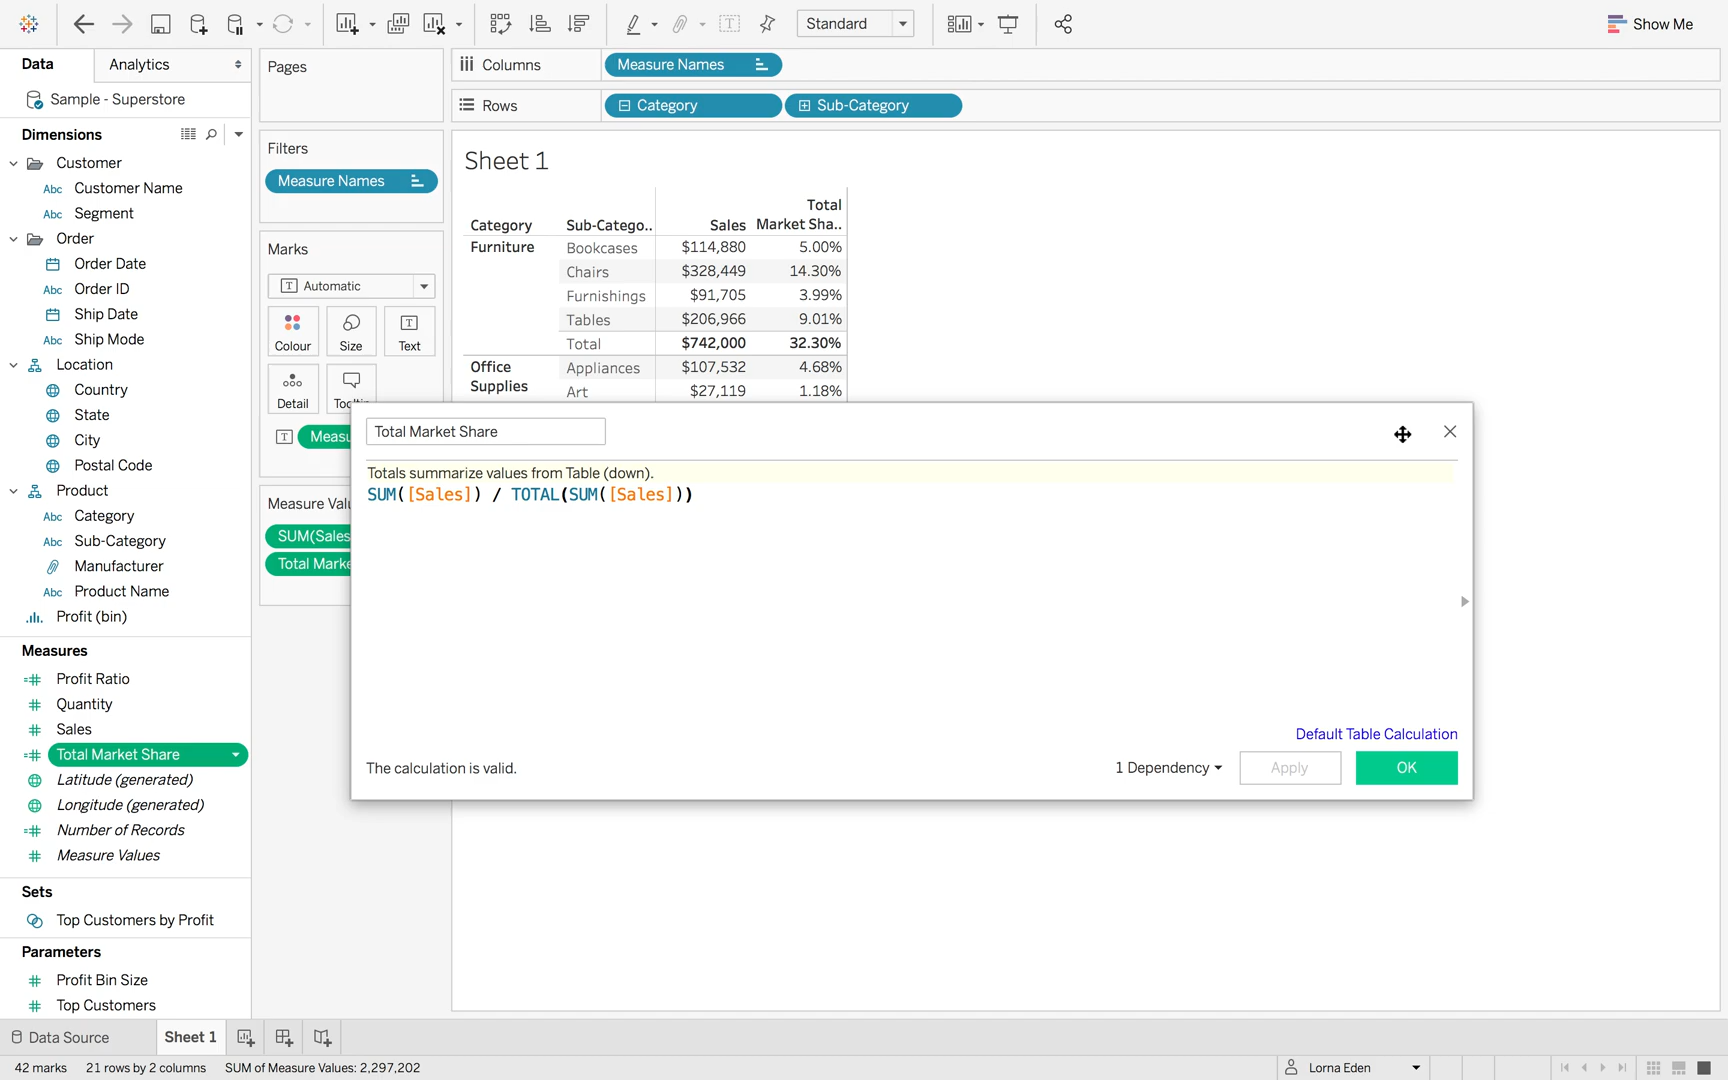 Standard
Show Me
Data
Analytics
Sample - Superstore
Dimensions
Customer
Abc Customer Name
Abc Segment
Order
Order Date
Abc Order ID
Ship Date
Abc Ship Mode
Location
Country
State
City
Postal Code
Product
Abc Category
Abc Sub-Category
Manufacturer
Abc Product Name
Profit (bin)
Measures
Profit Ratio
Quantity
Sales
Total Market Share
Latitude (generated)
Longitude (generated)
Number of Records
Measure Values
Sets
Top Customers by Profit
Parameters
Profit Bin Size
Top Customers
Pages
Filters
Measure Names
Marks
Automatic
Colour Size Text
Detail
Measu
Measure Valu
SUM(Sales
Total Marke
Columns Measure Names
Rows Category Sub-Category
Sheet 1
Total
Category Sub-Catego.. Sales Market Sha..
Furniture Bookcases $114,880 5.00%
Chairs $328,449 14.30%
Furnishings $91,705 3.99%
Tables $206,966 9.01%
Total $742,000 32.30%
Office Supplies Appliances $107,532 4.68%
Art $27,119 1.18%
Total Market Share
Totals summarize values from Table (down).
SUM([Sales]) / TOTAL(SUM([Sales]))
Default Table Calculation
The calculation is valid.
1 Dependency
Apply
OK
Data Source
Sheet 1
42 marks 21 rows by 2 columns SUM of Measure Values: 2,297,202
Lorna Eden